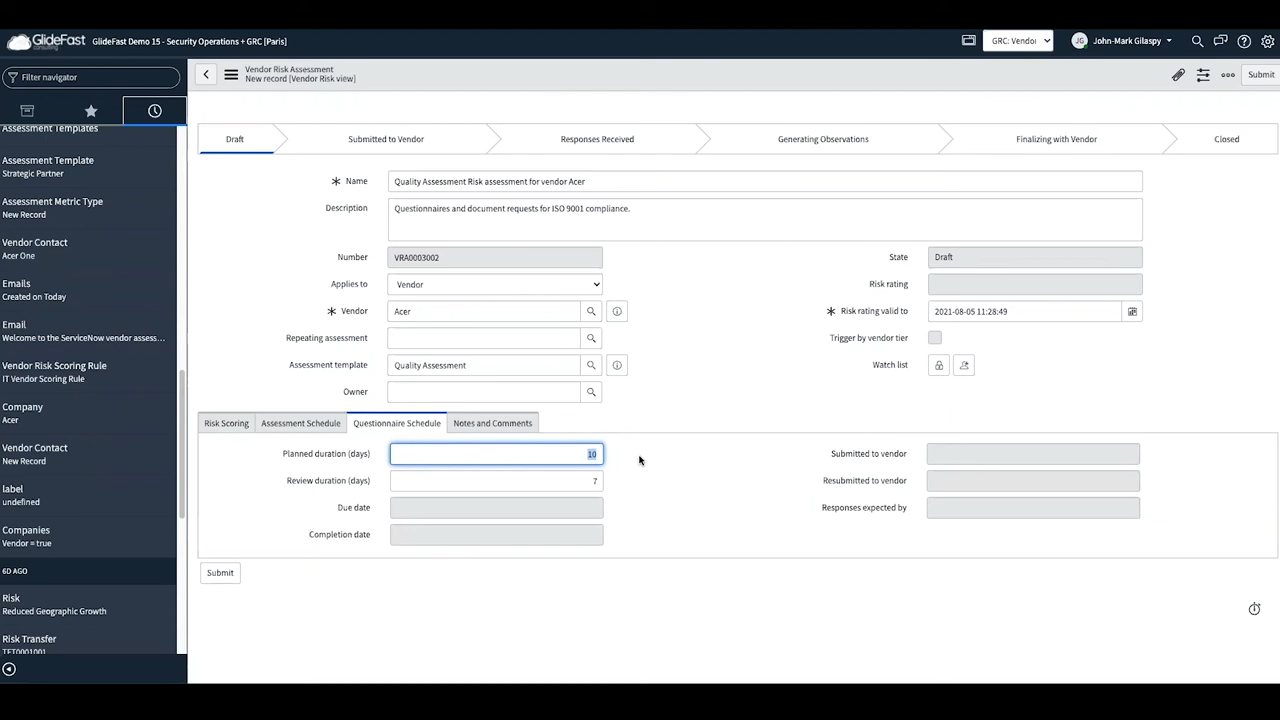 GlideFast
consulting
GlideFast Demo 15 - Security Operations + GRC [Paris]
GRC: Vendor
JG
John-Mark Gilaspy
Filter navigator
Vendor Risk Assessment
New record [Vendor Risk view]
Submit
Assessment Templates
Assessment Template
Strategic Partner
Assessment Metric Type
New Record
Vendor Contact
Acer One
Emails
Created on Today
Email
Welcome to the ServiceNow vendor assess...
Vendor Risk Scoring Rule
IT Vendor Scoring Rule
Company
Acer
Vendor Contact
New Record
label
undefined
Companies
Vendor = true
6D AGO
Risk
Reduced Geographic Growth
Risk Transfer
TFT0001001
Draft
Submitted to Vendor
Responses Received
Generating Observations
Finalizing with Vendor
Closed
Name
Quality Assessment Risk assessment for vendor Acer
Description
Questionnaires and document requests for ISO 9001 compliance.
Number
VRA0003002
State
Draft
Applies to
Vendor
Risk rating
Vendor
Acer
Risk rating valid to
2021-08-05 11:28:49
Repeating assessment
Trigger by vendor tier
Assessment template
Quality Assessment
Watch list
Owner
Risk Scoring
Assessment Schedule
Questionnaire Schedule
Notes and Comments
Planned duration (days)
10
Submitted to vendor
Review duration (days)
7
Resubmitted to vendor
Due date
Responses expected by
Completion date
Submit